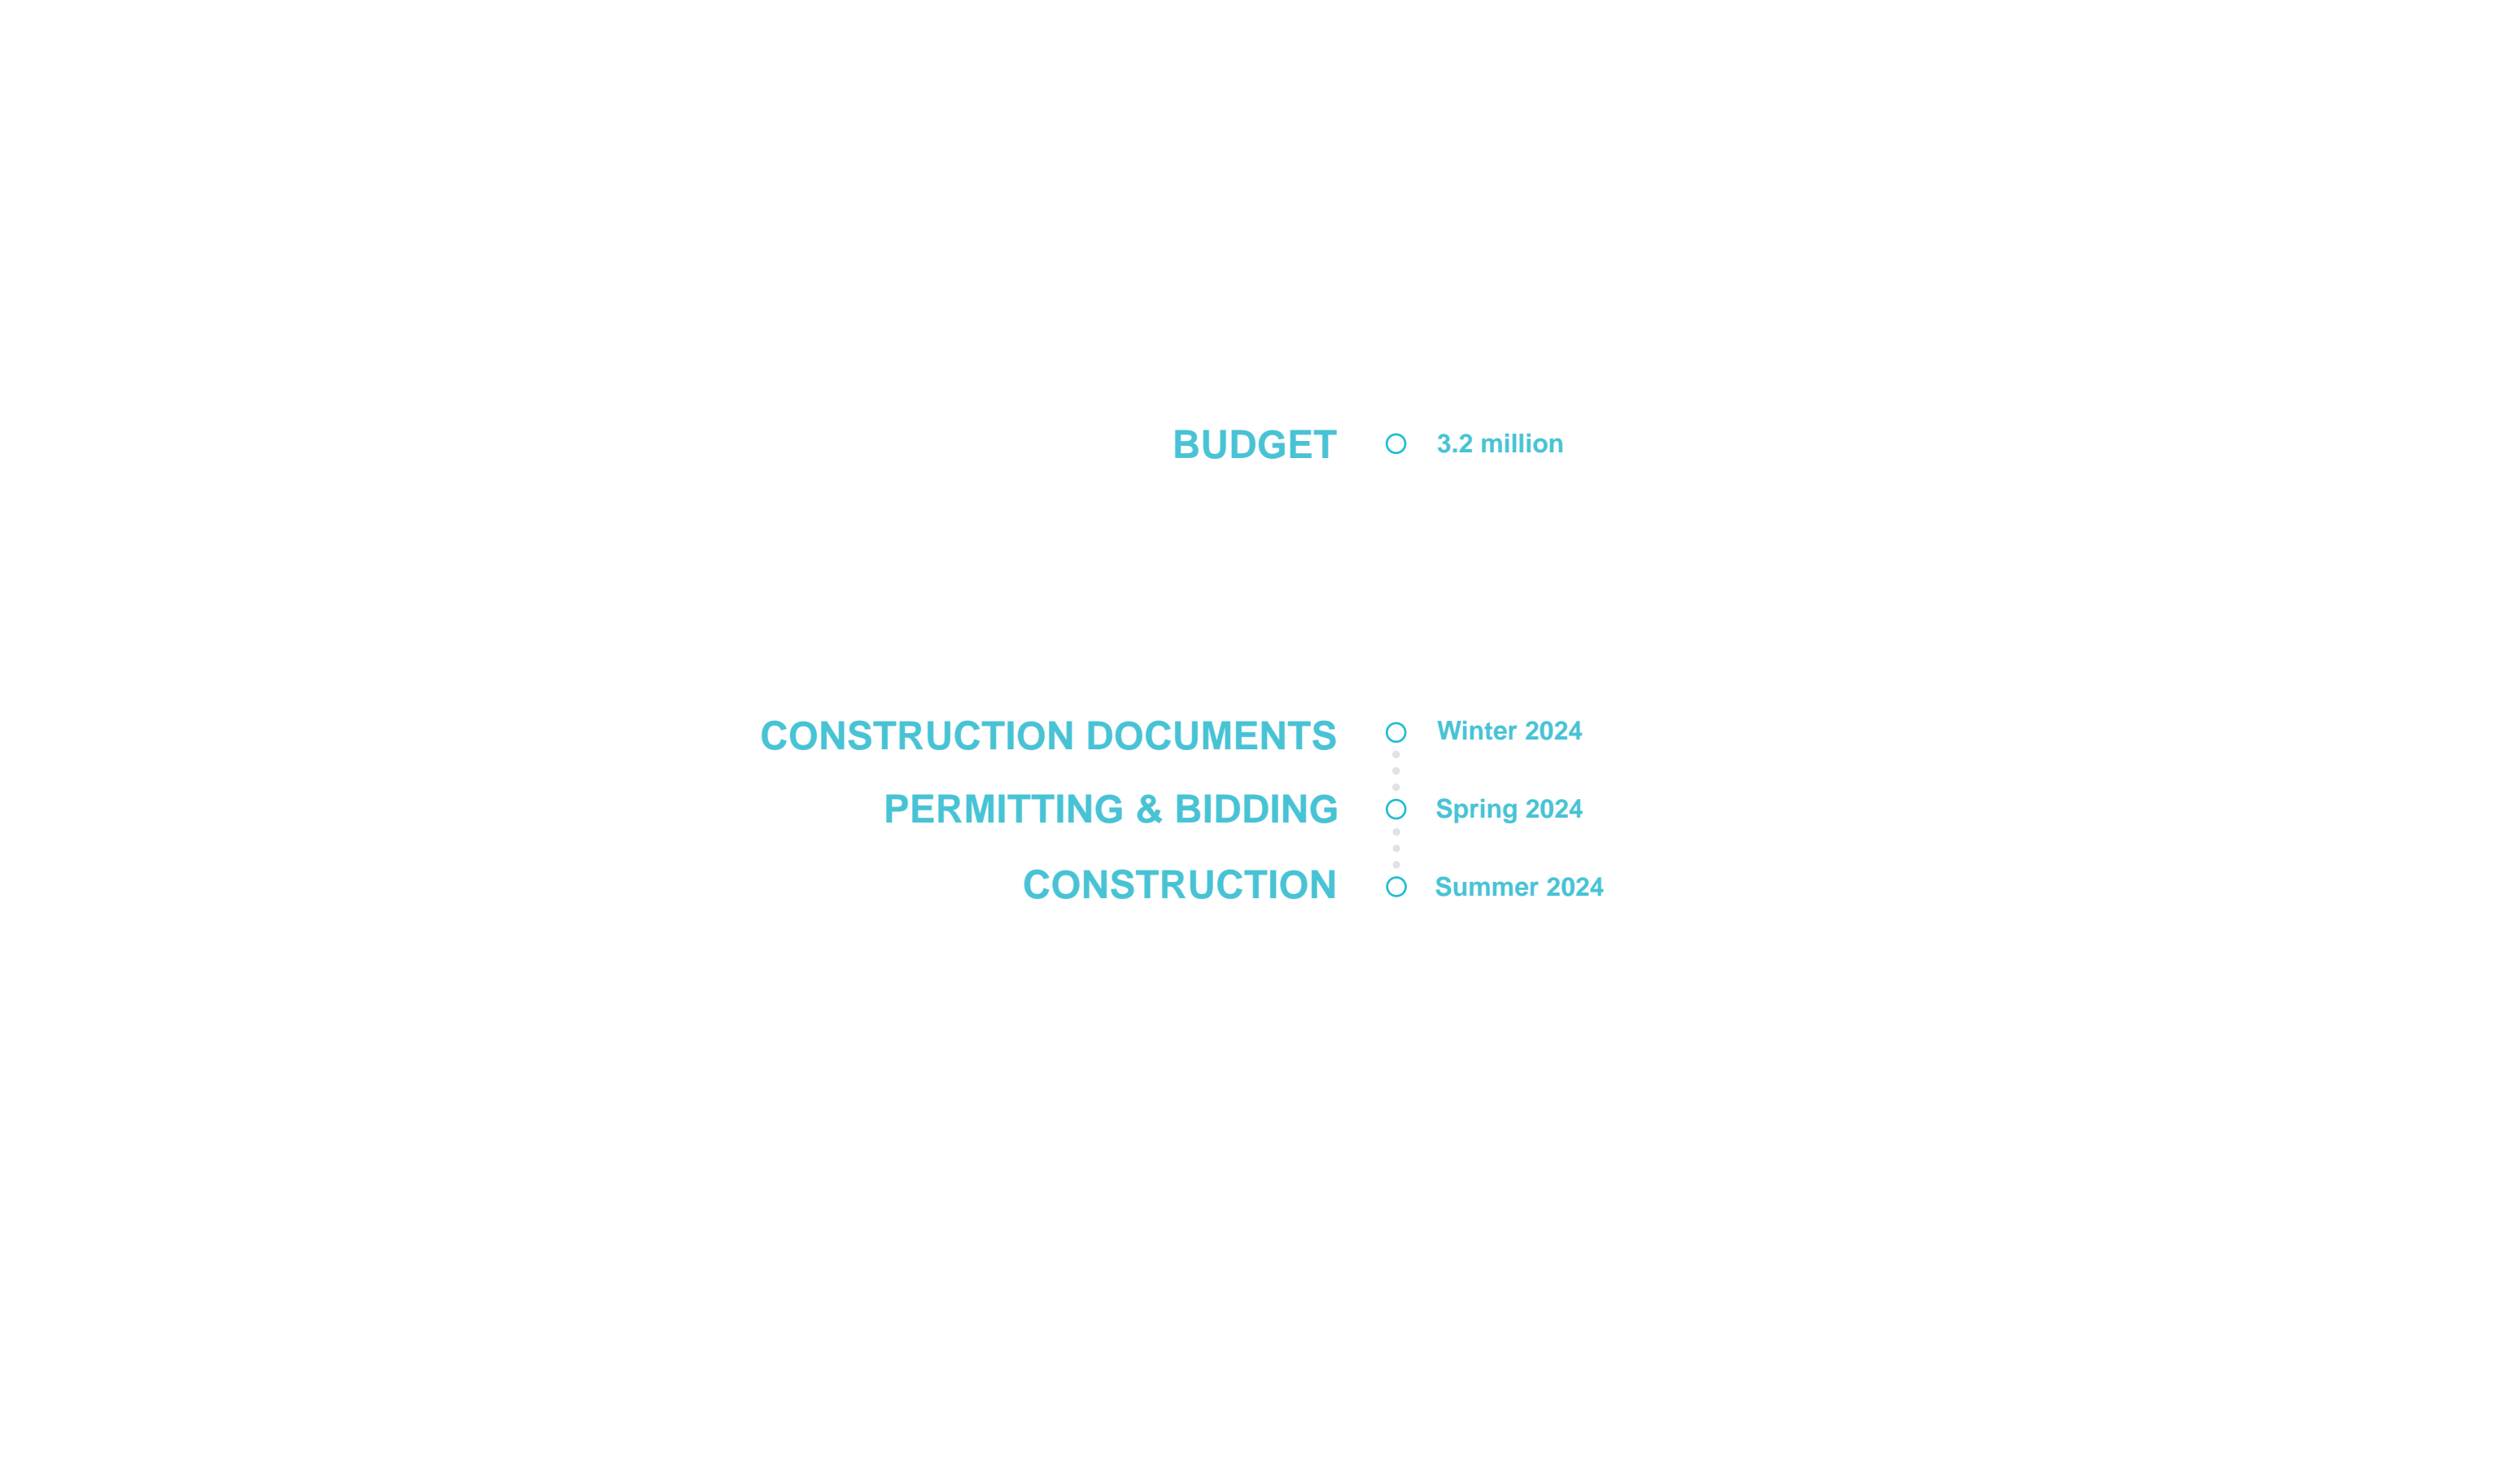 BUDGET 3.2 million
CONSTRUCTION DOCUMENTS Winter 2024
PERMITTING & BIDDING Spring 2024
CONSTRUCTION Summer 2024